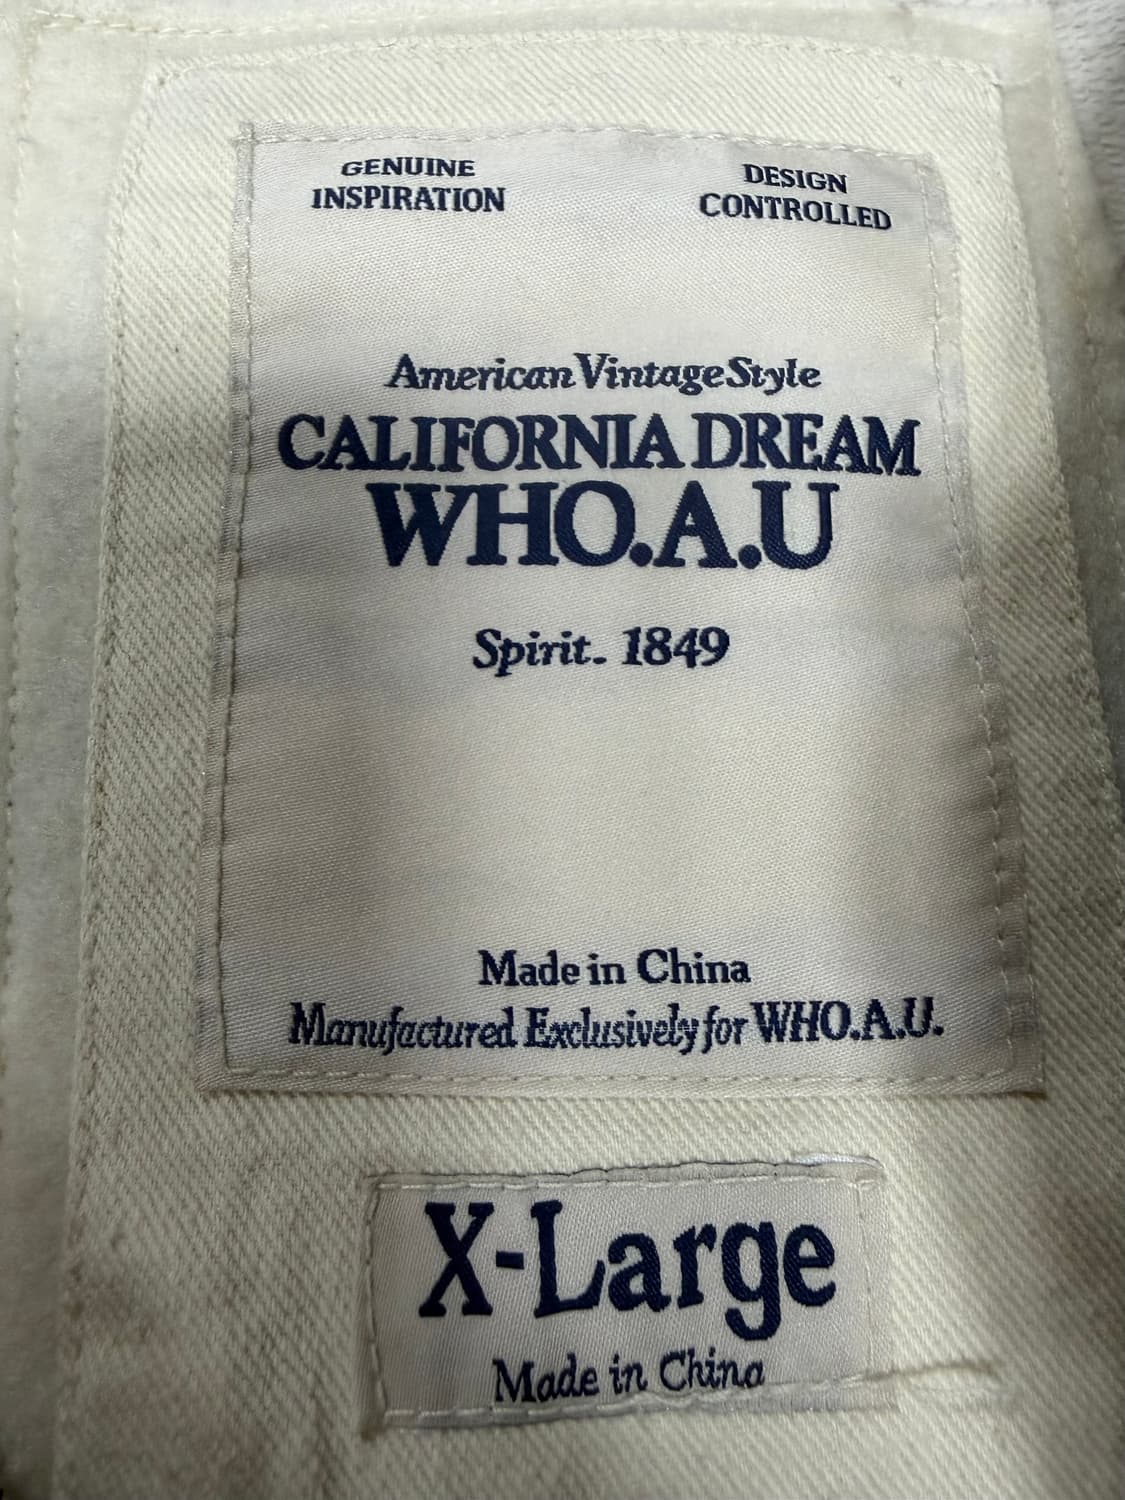 GENUINE
INSPIRATION
DESIGN
CONTROLLED
American Vintage Style
CALIFORNIA DREAM
WHO.A.U
Spirit. 1849
Made in China
Manufactured Exclusively for WHO.A.U.
X-Large
Made in China